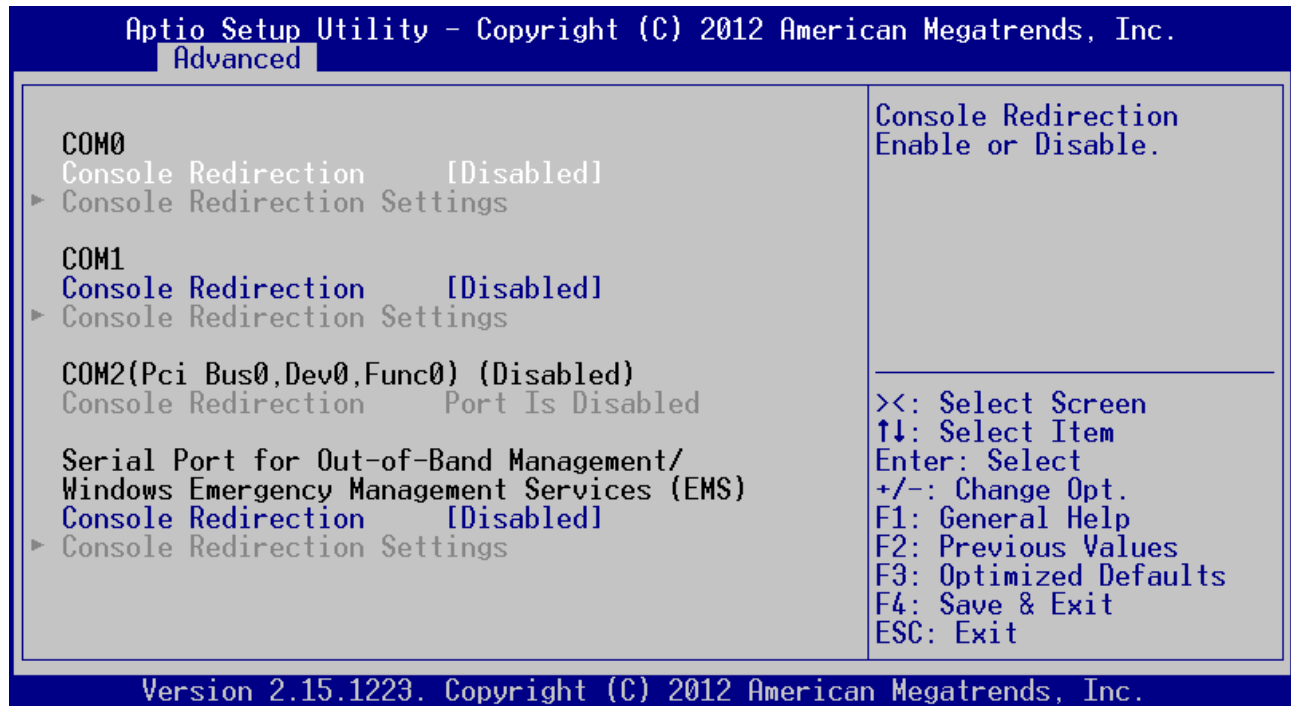 Aptio Setup Utility – Copyright (C) 2012 American Megatrends, Inc.
Advanced
COM0
Console Redirection [Disabled]
► Console Redirection Settings
COM1
Console Redirection [Disabled]
► Console Redirection Settings
COM2(Pci Bus0,Dev0,Func0) (Disabled)
Console Redirection Port Is Disabled
Serial Port for Out-of-Band Management/
Windows Emergency Management Services (EMS)
Console Redirection [Disabled]
► Console Redirection Settings
Console Redirection
Enable or Disable.
><: Select Screen
↑↓: Select Item
Enter: Select
+/-: Change Opt.
F1: General Help
F2: Previous Values
F3: Optimized Defaults
F4: Save & Exit
ESC: Exit
Version 2.15.1223. Copyright (C) 2012 American Megatrends, Inc.